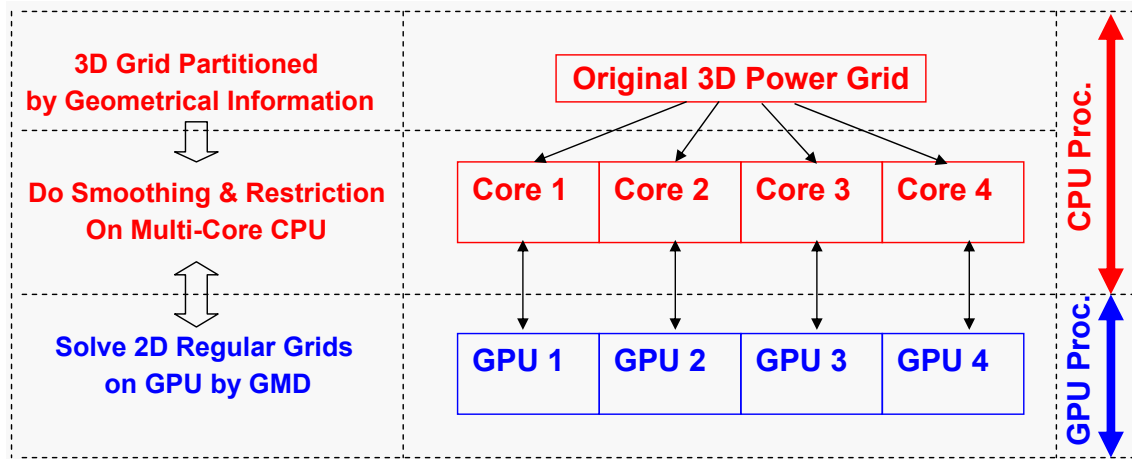 3D Grid Partitioned
by Geometrical Information
Original 3D Power Grid
Do Smoothing & Restriction
On Multi-Core CPU
Core 1 Core 2 Core 3 Core 4
CPU Proc.
Solve 2D Regular Grids
on GPU by GMD
GPU 1 GPU 2 GPU 3 GPU 4
GPU Proc.